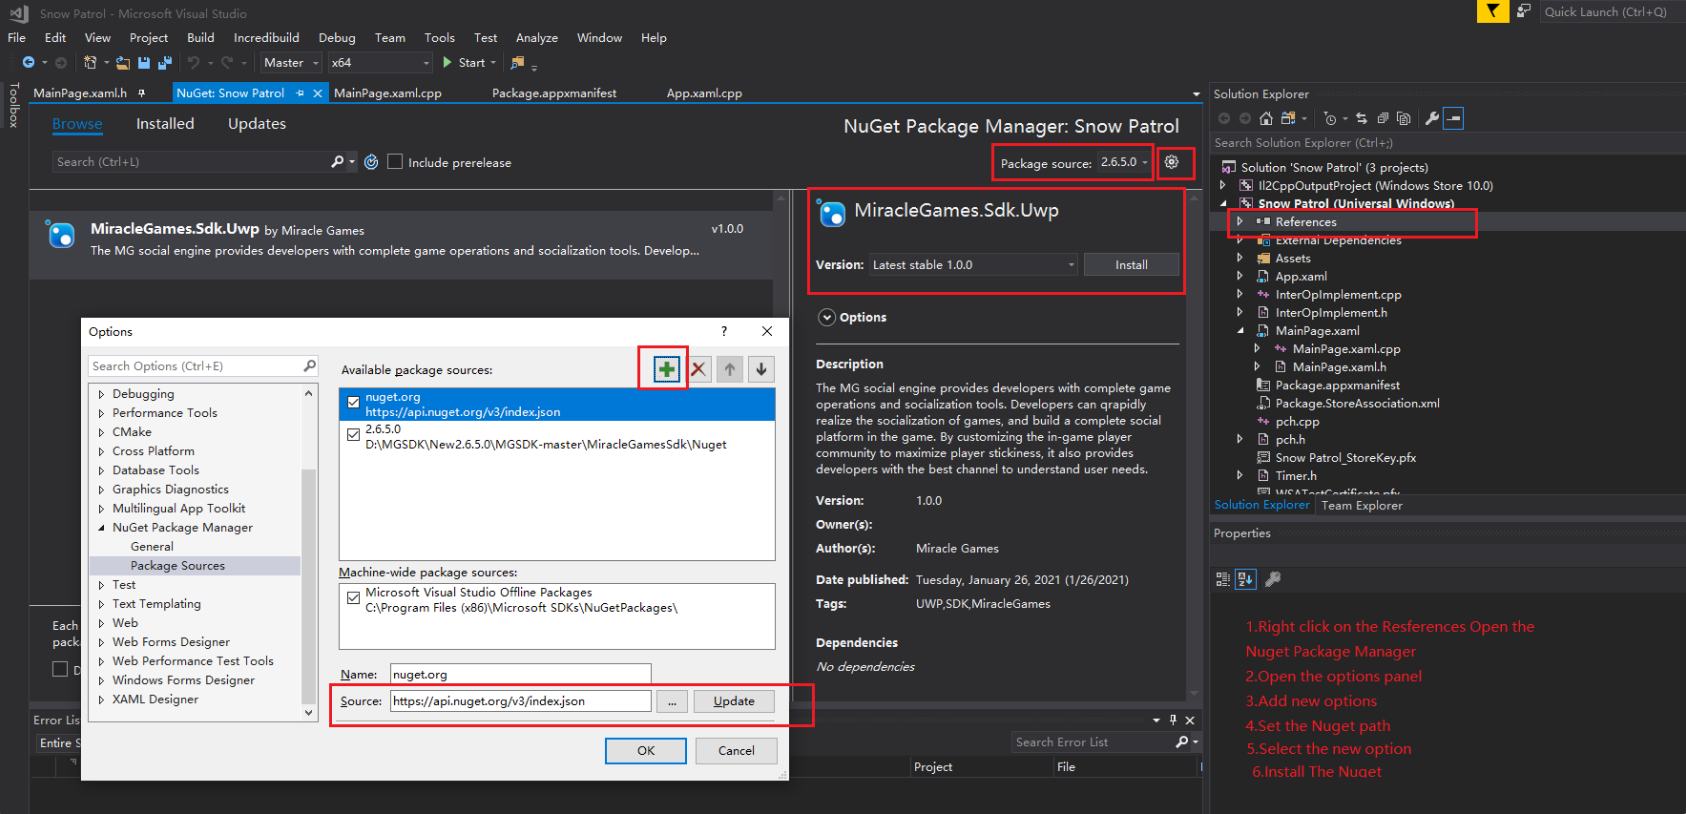 Snow Patrol - Microsoft Visual Studio
Quick Launch (Ctrl+Q)
File Edit View Project Build Incredibuild Debug Team Tools Test Analyze Window Help
Master x64 Start
Toolbox
MainPage.xaml.h NuGet: Snow Patrol MainPage.xaml.cpp Package.appxmanifest App.xaml.cpp
Browse Installed Updates
NuGet Package Manager: Snow Patrol
Search (Ctrl+L) Include prerelease
Package source: 2.6.5.0
MiracleGames.Sdk.Uwp by Miracle Games v1.0.0
The MG social engine provides developers with complete game operations and socialization tools. Develop...
MiracleGames.Sdk.Uwp
Version: Latest stable 1.0.0 Install
Options
Description
The MG social engine provides developers with complete game
operations and socialization tools. Developers can qrapidly
realize the socialization of games, and build a complete social
platform in the game. By customizing the in-game player
community to maximize player stickiness, it also provides
developers with the best channel to understand user needs.
Version: 1.0.0
Owner(s):
Author(s): Miracle Games
Date published: Tuesday, January 26, 2021 (1/26/2021)
Tags: UWP,SDK,MiracleGames
Dependencies
No dependencies
Each
packa
D
Error Lis
Entire S
Search Error List
Project File
Options
?
Search Options (Ctrl+E)
Debugging
Performance Tools
CMake
Cross Platform
Database Tools
Graphics Diagnostics
Multilingual App Toolkit
NuGet Package Manager
General
Package Sources
Test
Text Templating
Web
Web Forms Designer
Web Performance Test Tools
Windows Forms Designer
XAML Designer
Available package sources:
nuget.org
https://api.nuget.org/v3/index.json
2.6.5.0
D:\MGSDK\New2.6.5.0\MGSDK-master\MiracleGamesSdk\Nuget
Machine-wide package sources:
Microsoft Visual Studio Offline Packages
C:\Program Files (x86)\Microsoft SDKs\NuGetPackages\
Name: nuget.org
Source: https://api.nuget.org/v3/index.json ... Update
OK Cancel
Solution Explorer
Search Solution Explorer (Ctrl+;)
Solution 'Snow Patrol' (3 projects)
Il2CppOutputProject (Windows Store 10.0)
Snow Patrol (Universal Windows)
References
External Dependencies
Assets
App.xaml
InterOpImplement.cpp
InterOpImplement.h
MainPage.xaml
MainPage.xaml.cpp
MainPage.xaml.h
Package.appxmanifest
Package.StoreAssociation.xml
pch.cpp
pch.h
Snow Patrol_StoreKey.pfx
Timer.h
WSATestCertificate.pfx
Solution Explorer Team Explorer
Properties
1.Right click on the Resferences Open the
Nuget Package Manager
2.Open the options panel
3.Add new options
4.Set the Nuget path
5.Select the new option
6.Install The Nuget